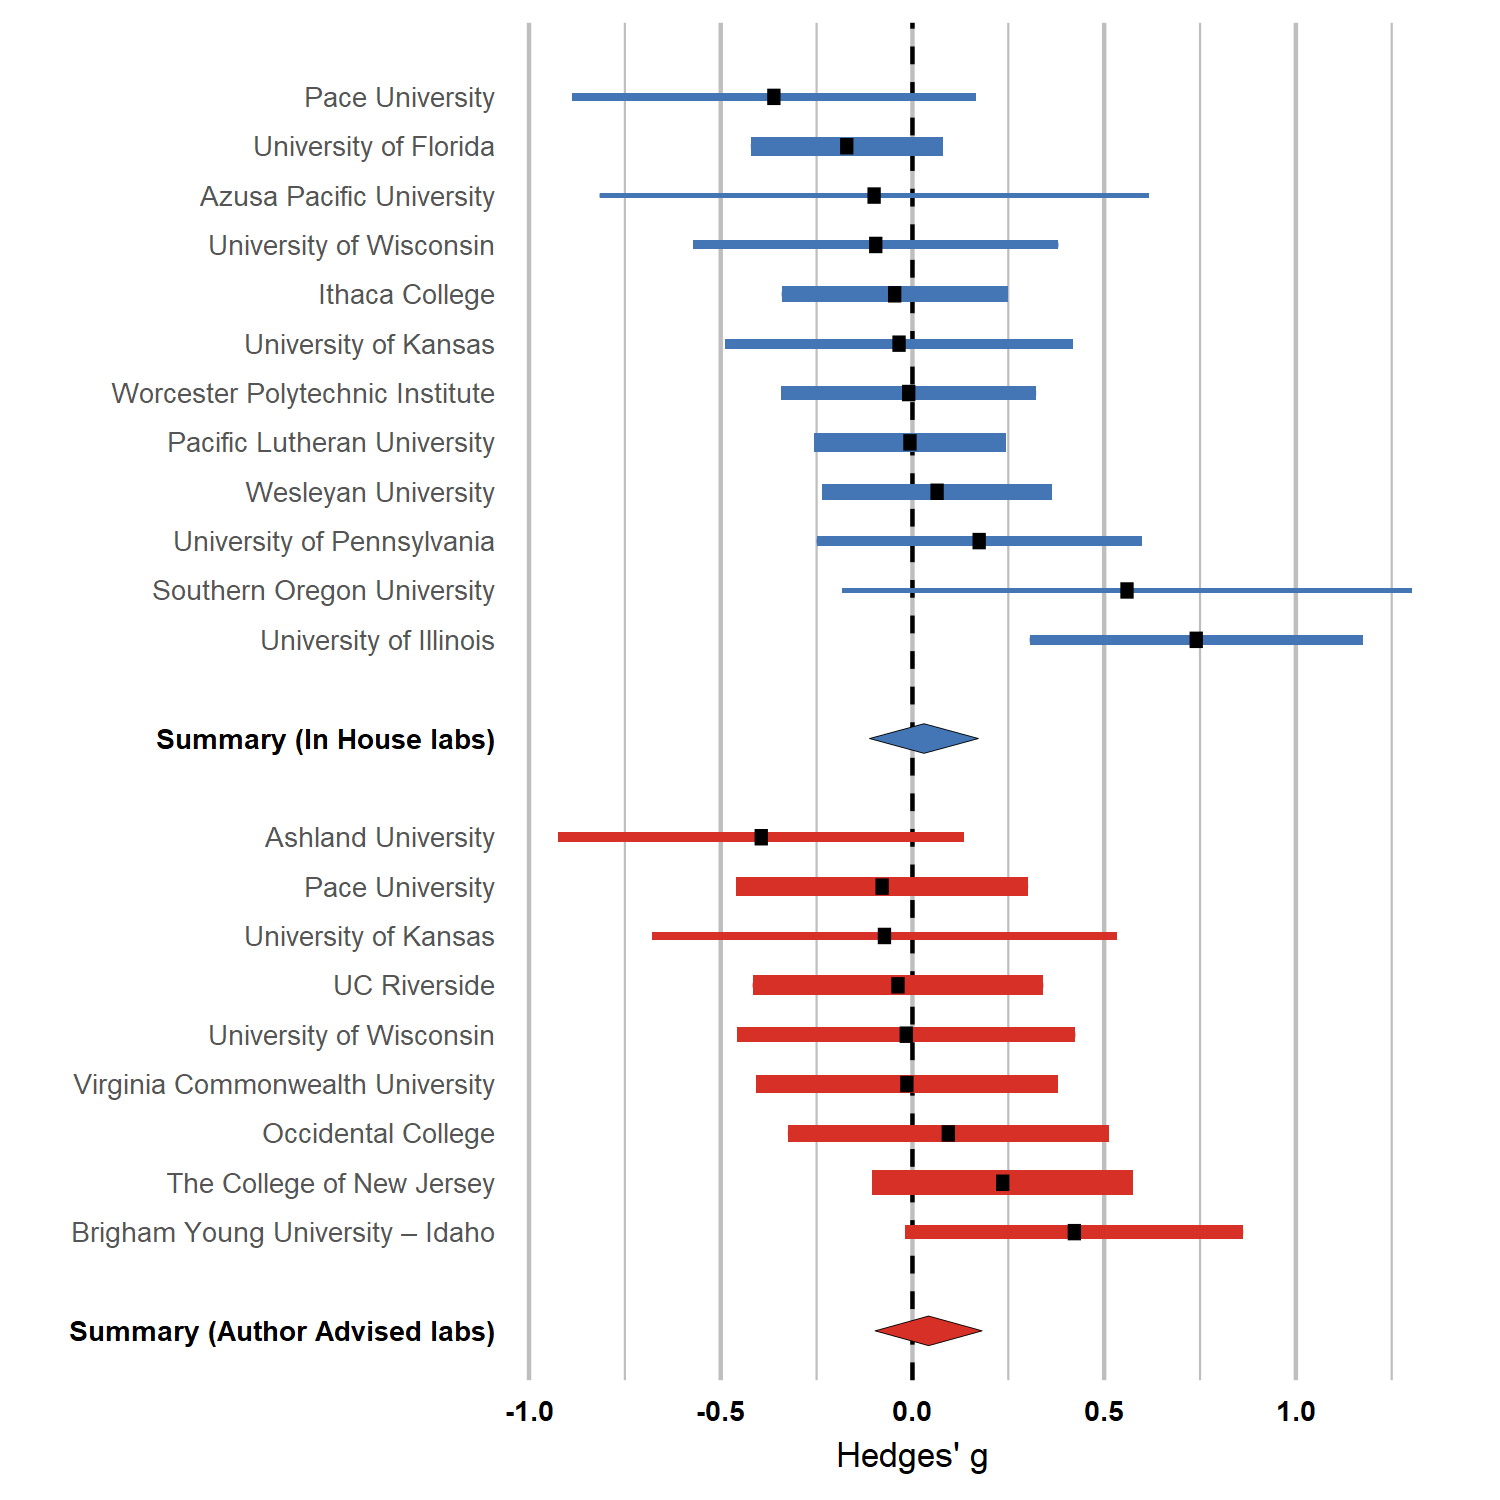 Pace University
University of Florida
Azusa Pacific University
University of Wisconsin
Ithaca College
University of Kansas
Worcester Polytechnic Institute
Pacific Lutheran University
Wesleyan University
University of Pennsylvania
Southern Oregon University
University of Illinois
Summary (In House labs)
Ashland University
Pace University
University of Kansas
UC Riverside
University of Wisconsin
Virginia Commonwealth University
Occidental College
The College of New Jersey
Brigham Young University – Idaho
Summary (Author Advised labs)
-1.0 -0.5 0.0 0.5 1.0
Hedges' g